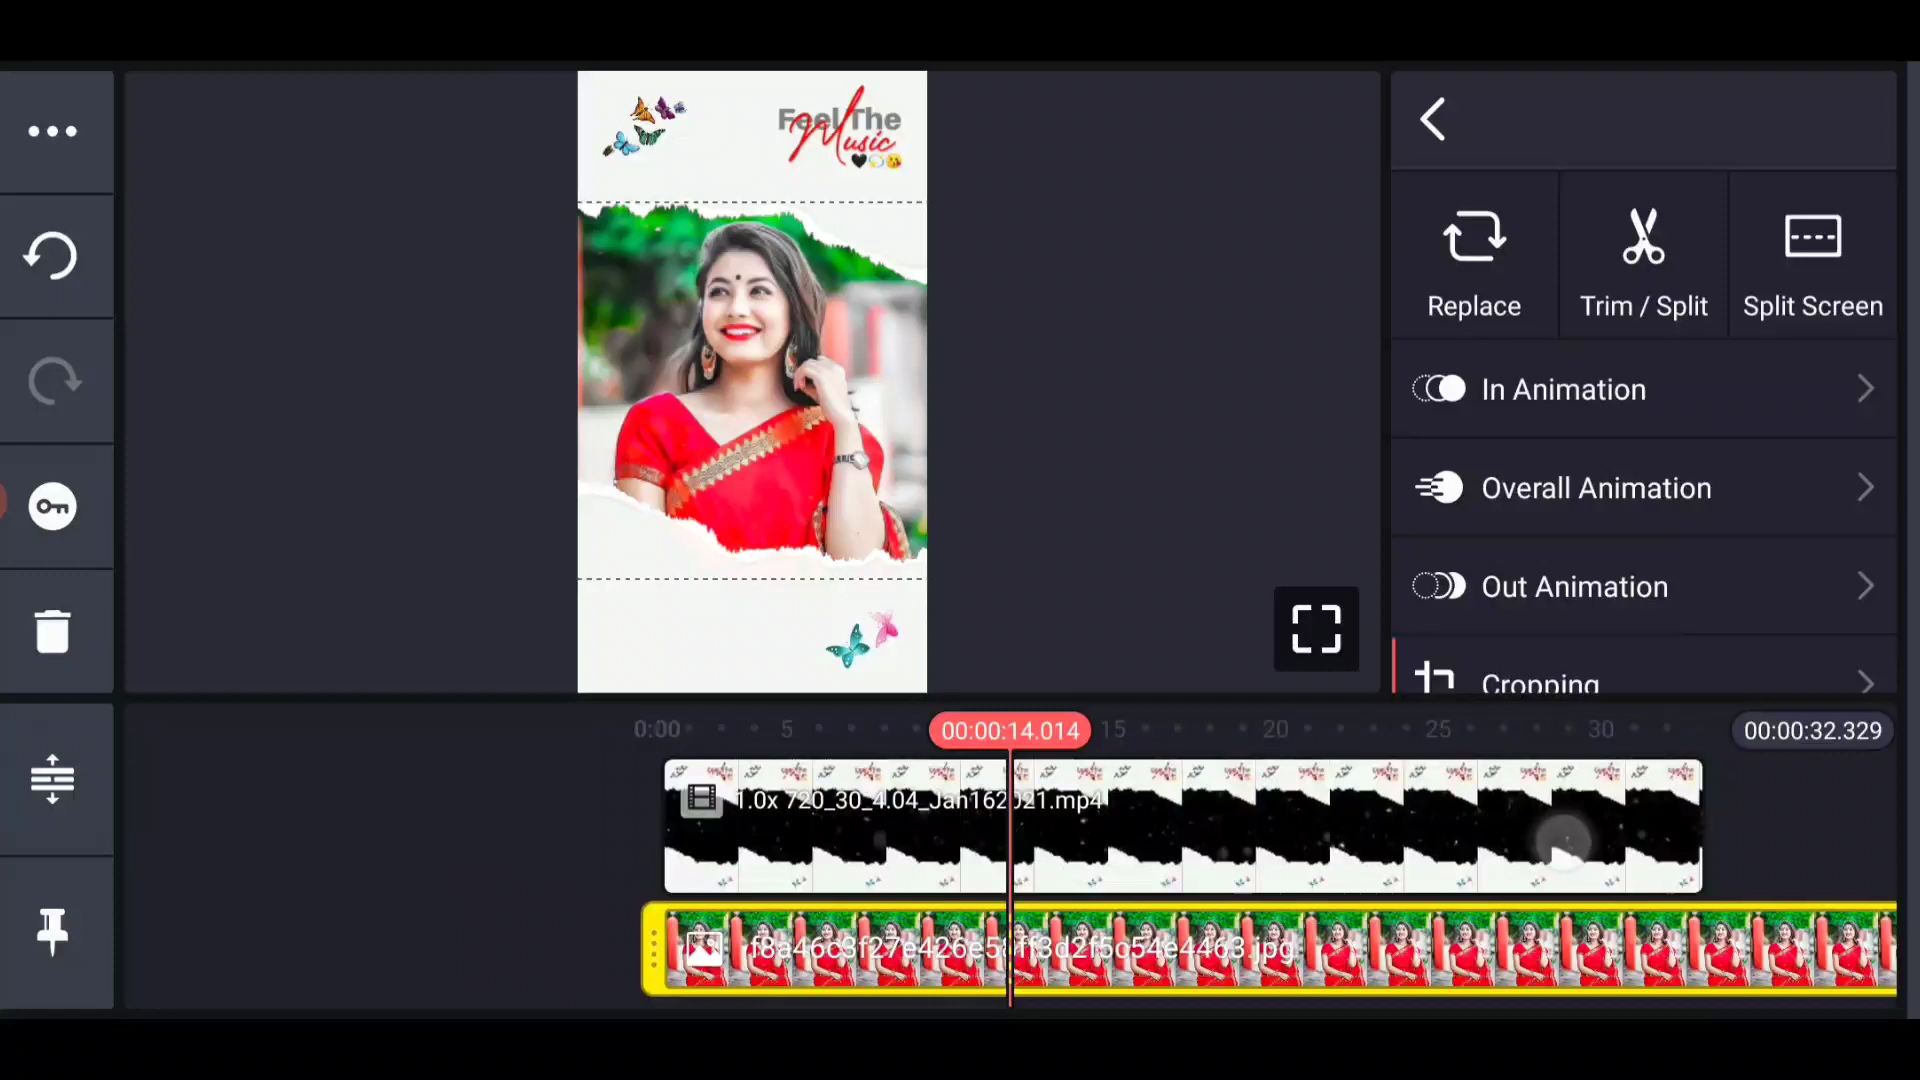 Feel The
Music
Replace
Trim / Split
Split Screen
In Animation
Overall Animation
Out Animation
Cropping
0:00
5
00:00:14.014
15
20
25
30
00:00:32.329
1.0x 720_30_4.04_Jan162021.mp4